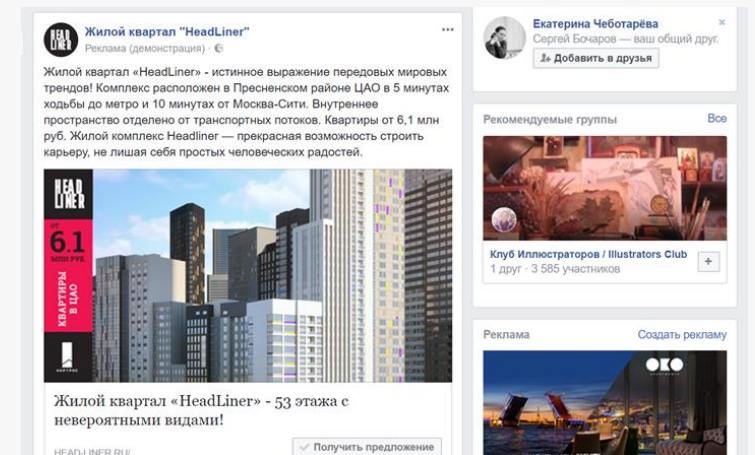 Жилой квартал "HeadLiner"
Реклама (демонстрация) ·
Жилой квартал «HeadLiner» - истинное выражение передовых мировых
трендов! Комплекс расположен в Пресненском районе ЦАО в 5 минутах
ходьбы до метро и 10 минутах от Москва-Сити. Внутреннее
пространство отделено от транспортных потоков. Квартиры от 6,1 млн
руб. Жилой комплекс Headliner — прекрасная возможность строить
карьеру, не лишая себя простых человеческих радостей.
HEAD
LINER
от
6.1
МЛН РУБ.
КВАРТИРЫ
В ЦАО
Жилой квартал «HeadLiner» - 53 этажа с
невероятными видами!
HEAD-LINER.RU/
Получить предложение
Екатерина Чеботарёва
Сергей Бочаров — ваш общий друг.
Добавить в друзья
Рекомендуемые группы
Все
Клуб Иллюстраторов / Illustrators Club
1 друг · 3 585 участников
Реклама
Создать рекламу
ОКО